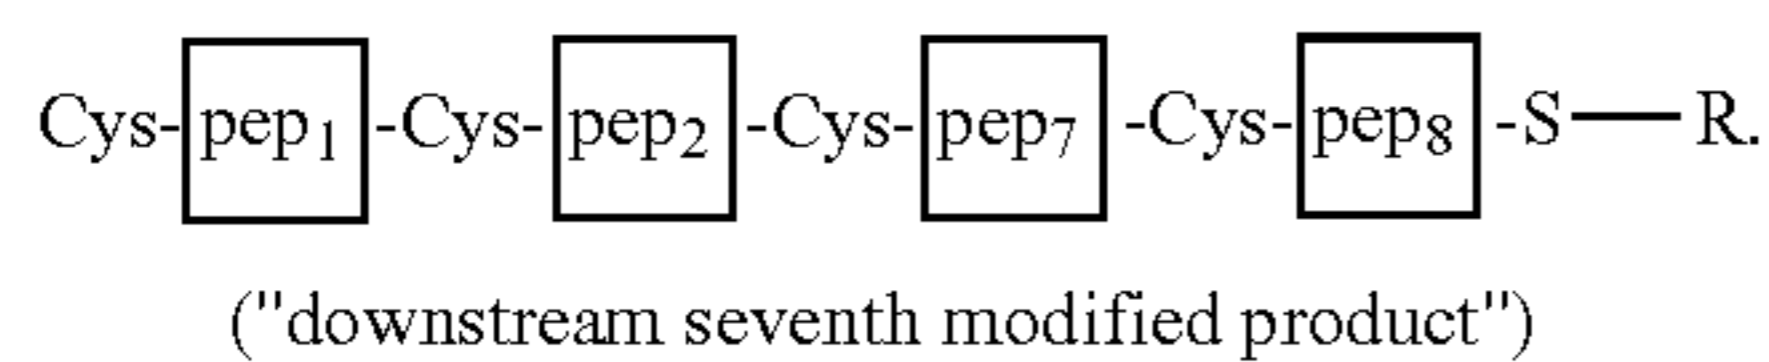 Cys-pep₁-Cys-pep₂-Cys-pep₇-Cys-pep₈-S—R.
("downstream seventh modified product")